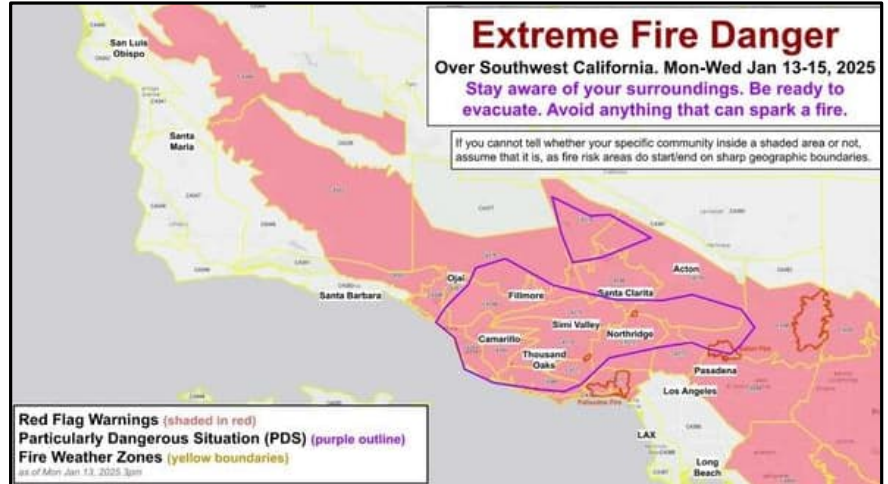 Extreme Fire Danger
Over Southwest California. Mon-Wed Jan 13-15, 2025
Stay aware of your surroundings. Be ready to
evacuate. Avoid anything that can spark a fire.
If you cannot tell whether your specific community inside a shaded area or not,
assume that it is, as fire risk areas do start/end on sharp geographic boundaries.
San Luis
Obispo
Santa
Maria
Santa Barbara
Ojai
Fillmore
Santa Clarita
Acton
Simi Valley
Northridge
Camarillo
Thousand
Oaks
Pasadena
Los Angeles
LAX
Long
Beach
Red Flag Warnings (shaded in red)
Particularly Dangerous Situation (PDS) (purple outline)
Fire Weather Zones (yellow boundaries)
as of Mon Jan 13, 2025 3pm